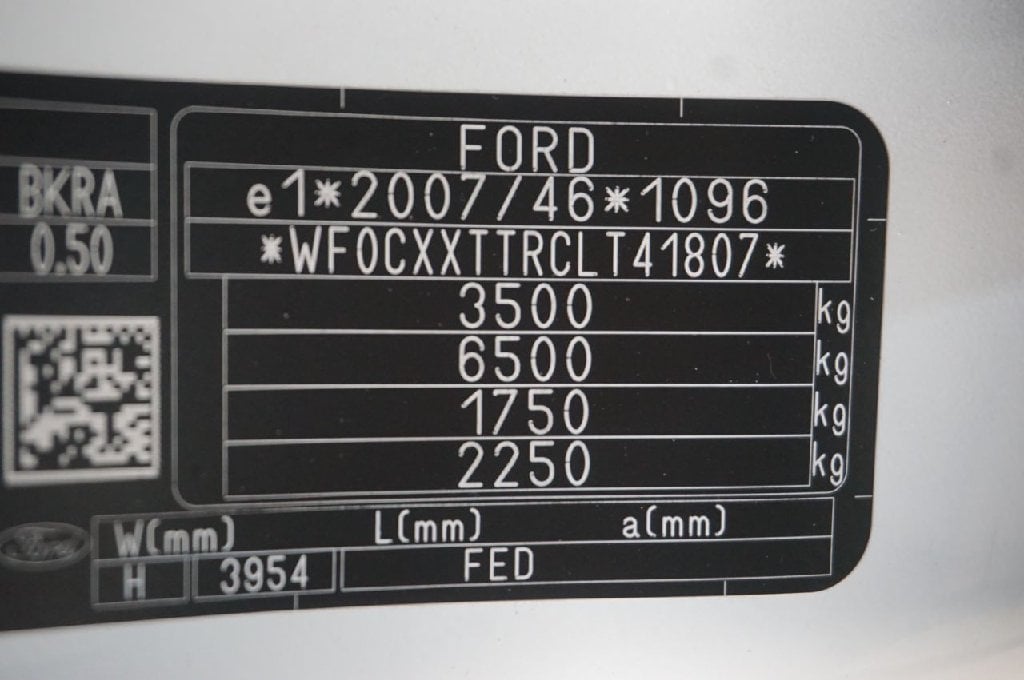 FORD
BKRA
e1*2007/46*1096
0.50
*WF0CXXTTRCLT41807*
3500 kg
6500 kg
1750 kg
2250 kg
Ford
W(mm) L(mm) a(mm)
H 3954 FED